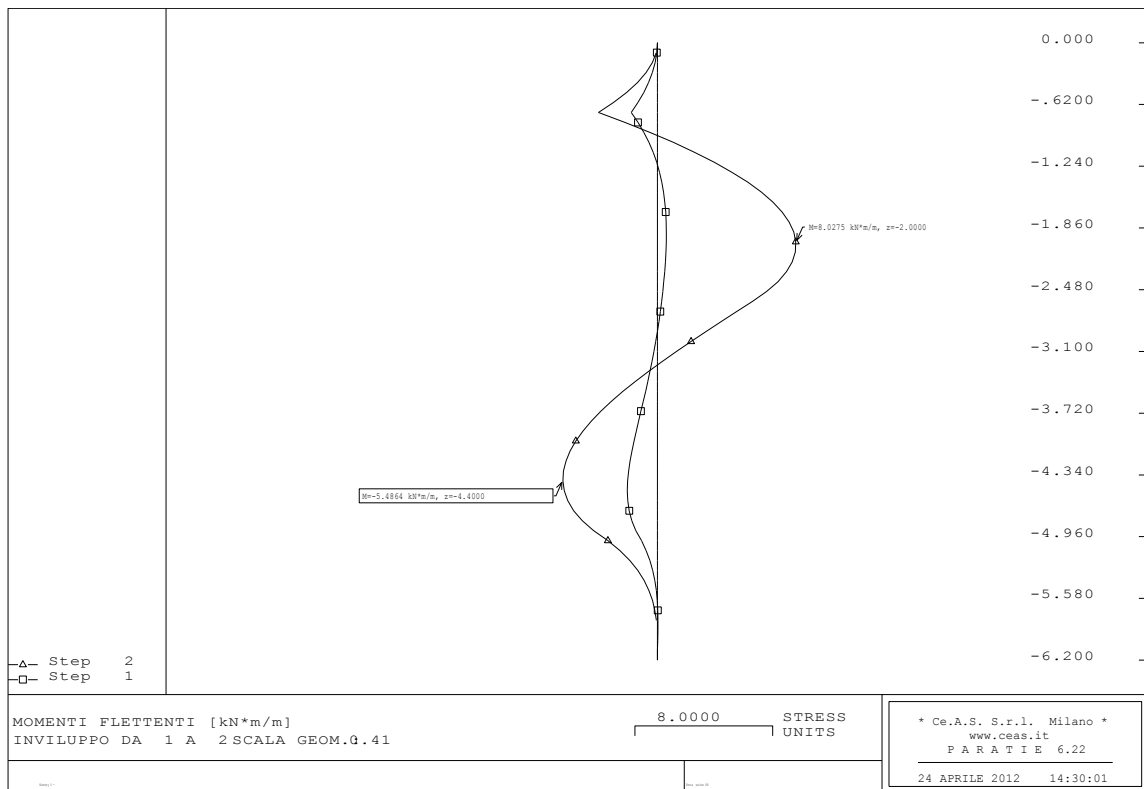 0.000
-.6200
-1.240
-1.860
M=8.0275 kN*m/m, z=-2.0000
-2.480
-3.100
-3.720
-4.340
M=-5.4864 kN*m/m, z=-4.4000
-4.960
-5.580
-6.200
Step 2
Step 1
MOMENTI FLETTENTI [kN*m/m]
INVILUPPO DA 1 A 2 SCALA GEOM.0.41
8.0000 STRESS
UNITS
* Ce.A.S. S.r.l. Milano *
www.ceas.it
P A R A T I E 6.22
24 APRILE 2012 14:30:01